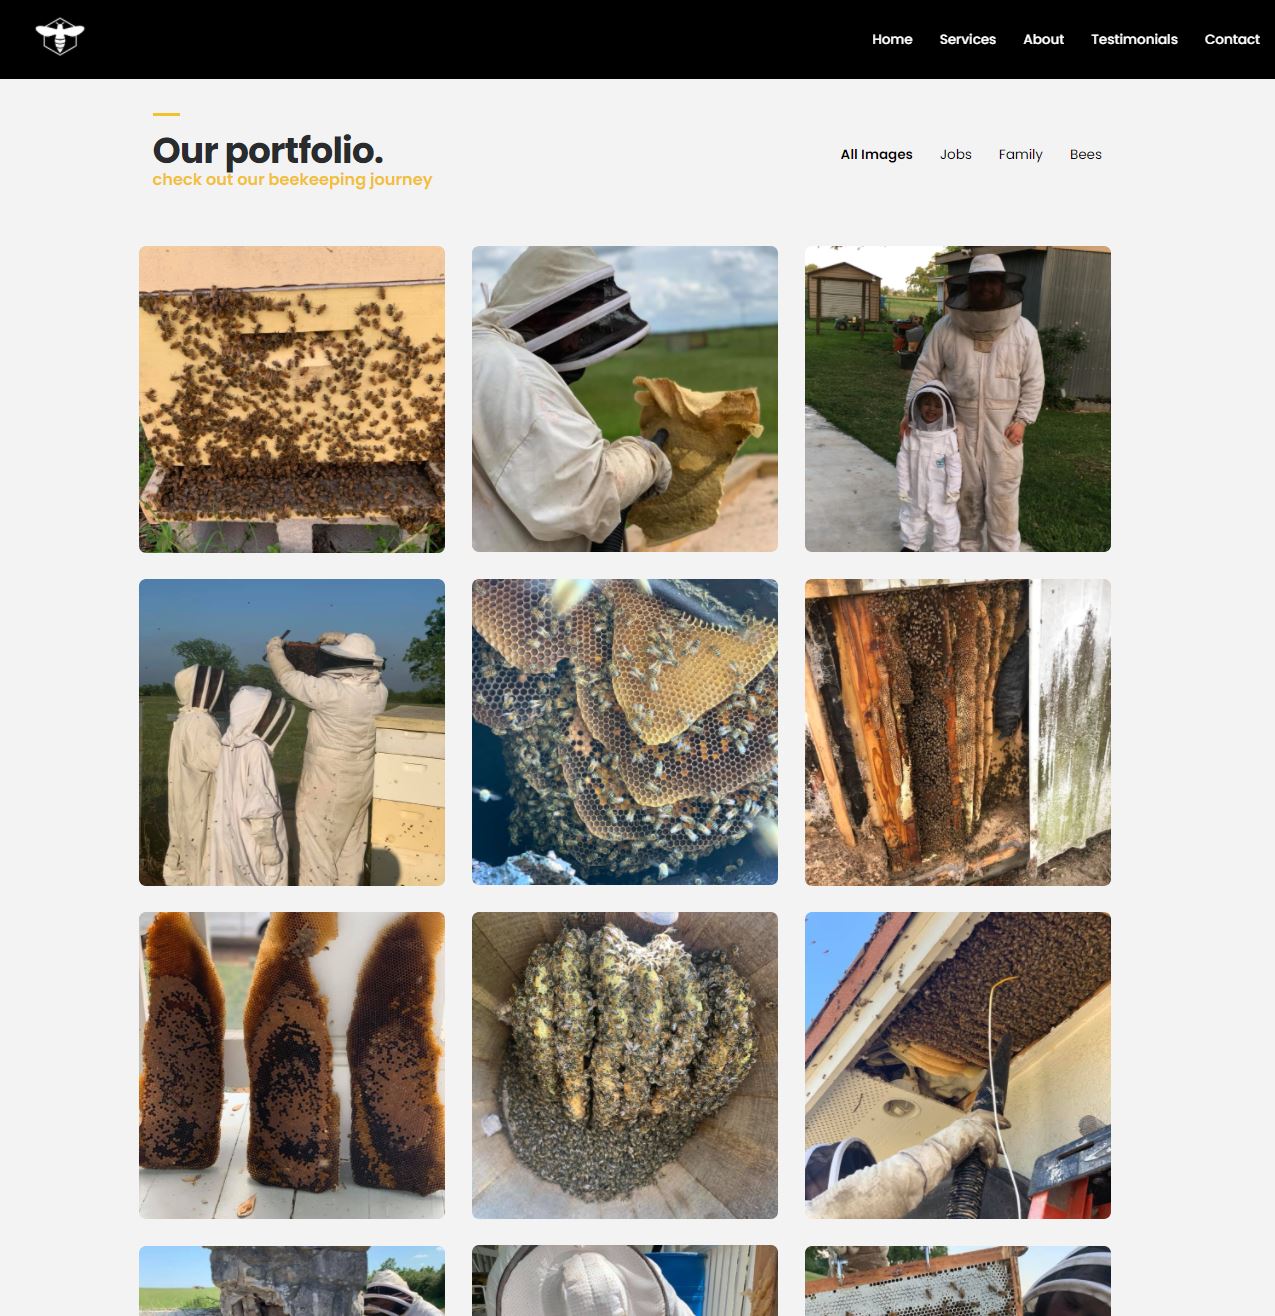 Home Services About Testimonials Contact
Our portfolio.
check out our beekeeping journey
All Images Jobs Family Bees